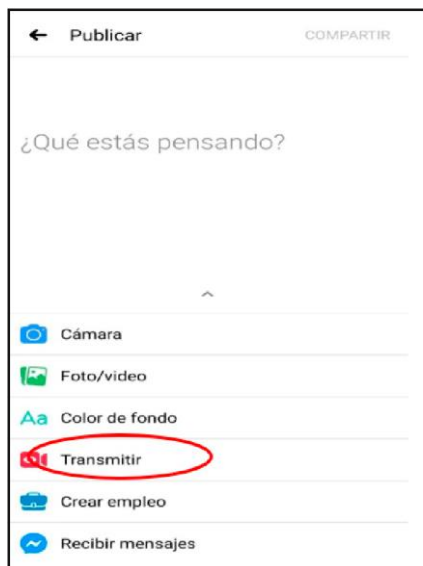 Publicar COMPARTIR
¿Qué estás pensando?
Cámara
Foto/video
Aa Color de fondo
Transmitir
Crear empleo
Recibir mensajes